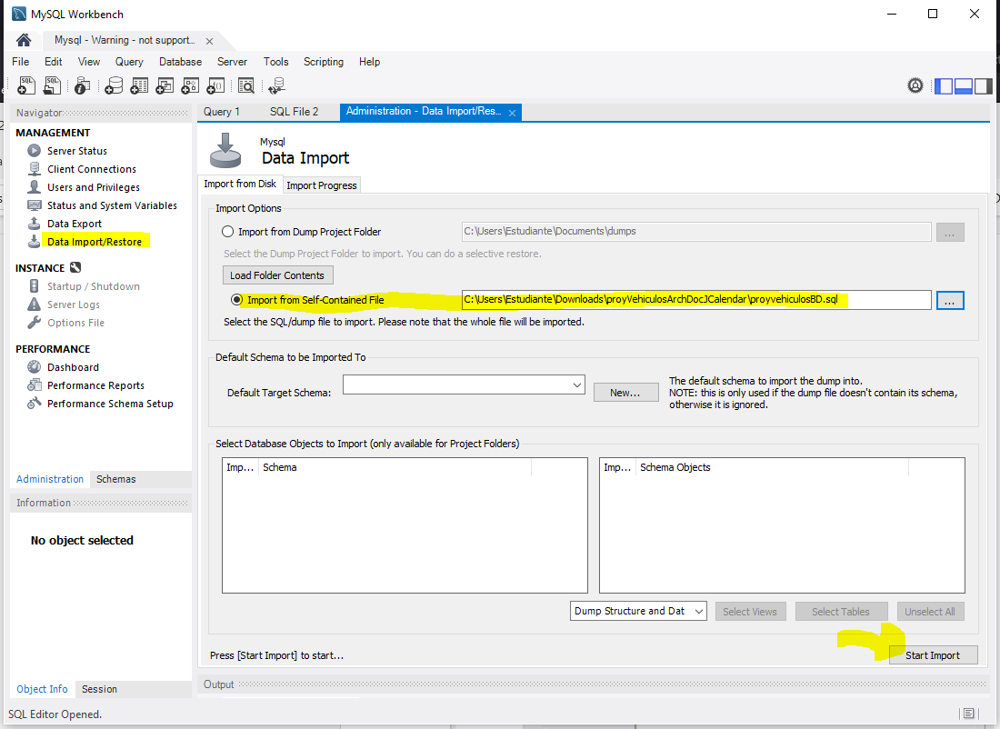 MySQL Workbench
Mysql - Warning - not support...
File Edit View Query Database Server Tools Scripting Help
Navigator
MANAGEMENT
Server Status
Client Connections
Users and Privileges
Status and System Variables
Data Export
Data Import/Restore
INSTANCE
Startup / Shutdown
Server Logs
Options File
PERFORMANCE
Dashboard
Performance Reports
Performance Schema Setup
Administration Schemas
Information
No object selected
Object Info Session
Query 1 SQL File 2 Administration - Data Import/Res...
Mysql
Data Import
Import from Disk Import Progress
Import Options
Import from Dump Project Folder C:\Users\Estudiante\Documents\dumps ...
Select the Dump Project Folder to import. You can do a selective restore.
Load Folder Contents
Import from Self-Contained File C:\Users\Estudiante\Downloads\proyVehiculosArchDocJCalendar\proyvehiculosBD.sql ...
Select the SQL/dump file to import. Please note that the whole file will be imported.
Default Schema to be Imported To
Default Target Schema: New...
The default schema to import the dump into.
NOTE: this is only used if the dump file doesn't contain its schema,
otherwise it is ignored.
Select Database Objects to Import (only available for Project Folders)
Imp... Schema
Imp... Schema Objects
Dump Structure and Dat Select Views Select Tables Unselect All
Press [Start Import] to start...
Start Import
Output
SQL Editor Opened.